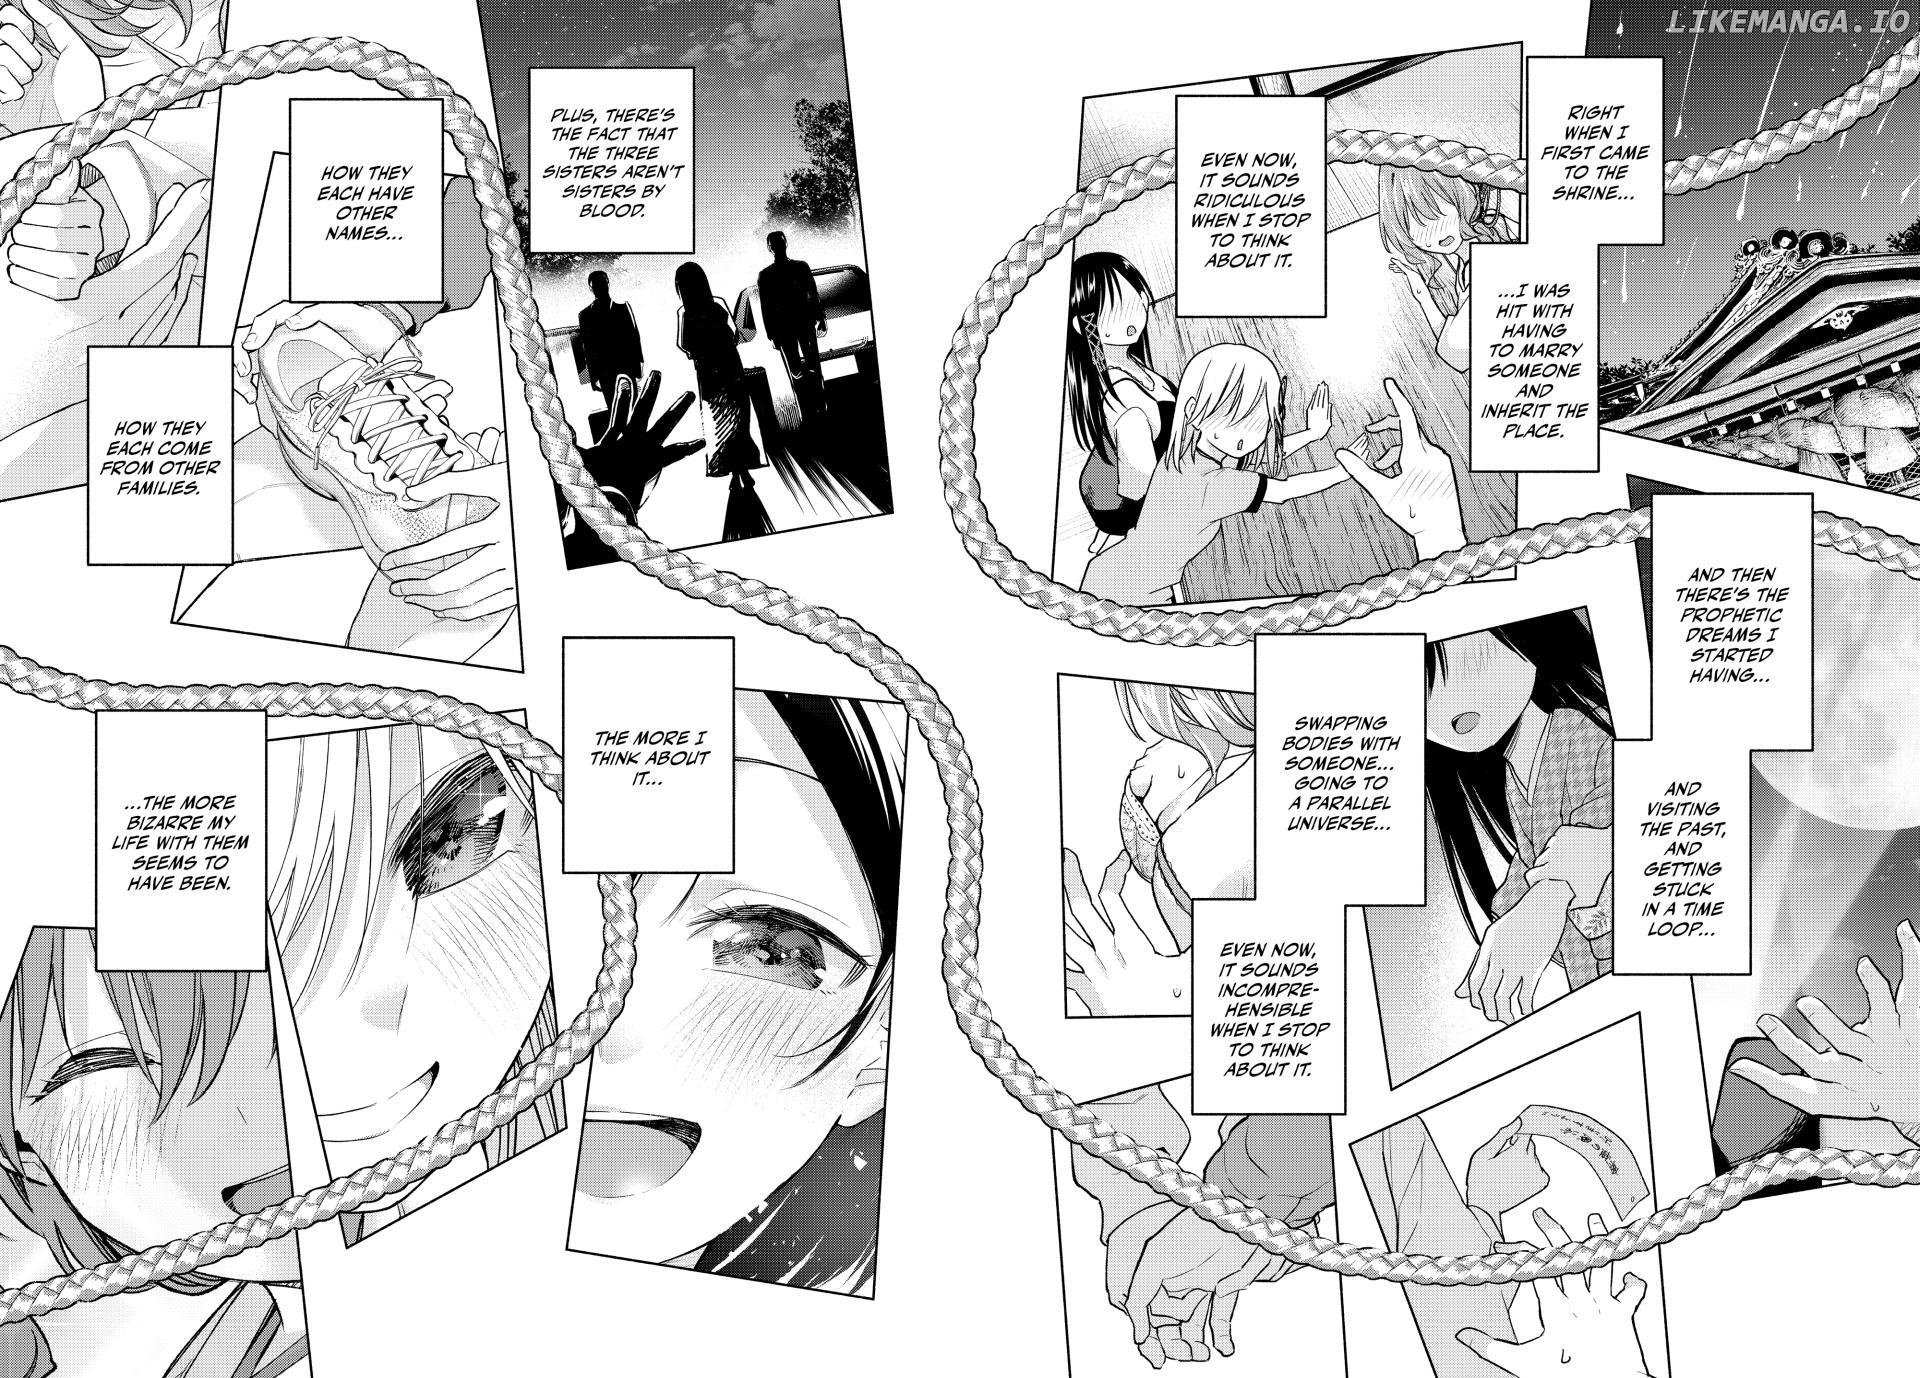 LIKEMANGA.IO
RIGHT
WHEN I
FIRST CAME
TO THE
SHRINE...
...I WAS
HIT WITH
HAVING
TO MARRY
SOMEONE
AND
INHERIT THE
PLACE.
EVEN NOW,
IT SOUNDS
RIDICULOUS
WHEN I STOP
TO THINK
ABOUT IT.
AND THEN
THERE'S THE
PROPHETIC
DREAMS I
STARTED
HAVING...
AND
VISITING
THE PAST,
AND
GETTING
STUCK
IN A TIME
LOOP...
SWAPPING
BODIES WITH
SOMEONE...
GOING TO
A PARALLEL
UNIVERSE...
EVEN NOW,
IT SOUNDS
INCOMPRE-
HENSIBLE
WHEN I STOP
TO THINK
ABOUT IT.
PLUS, THERE'S
THE FACT THAT
THE THREE
SISTERS AREN'T
SISTERS BY
BLOOD.
HOW THEY
EACH HAVE
OTHER
NAMES...
HOW THEY
EACH COME
FROM OTHER
FAMILIES.
THE MORE I
THINK ABOUT
IT...
...THE MORE
BIZARRE MY
LIFE WITH THEM
SEEMS TO
HAVE BEEN.